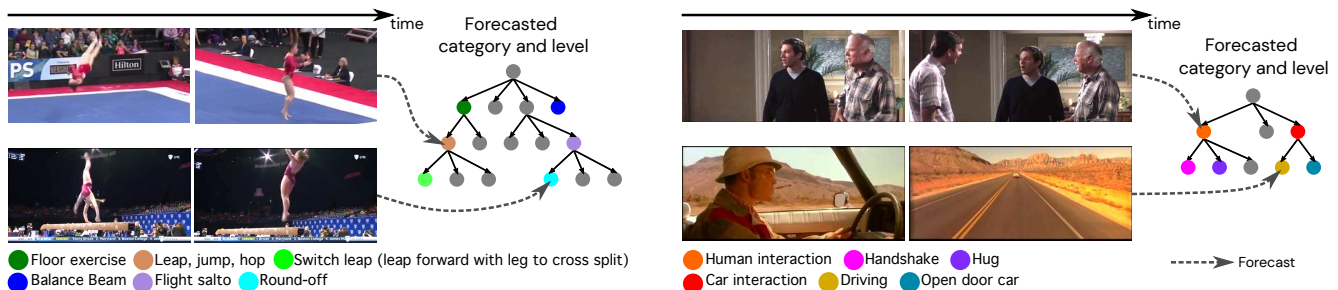 time
Forecasted
category and level
PS
HERSHEY'S
Hilton
Floor exercise
Leap, jump, hop
Switch leap (leap forward with leg to cross split)
Balance Beam
Flight salto
Round-off
time
Forecasted
category and level
Human interaction
Handshake
Hug
Car interaction
Driving
Open door car
Forecast